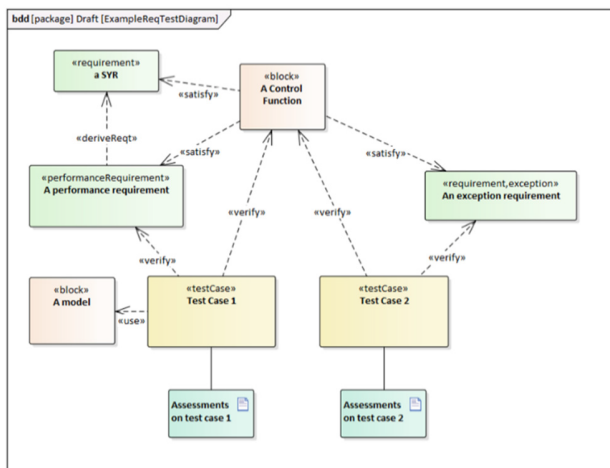 bdd [package] Draft [ExampleReqTestDiagram]
«requirement»
a SYR
«block»
A Control
Function
«satisfy»
«deriveReqt»
«satisfy»
«satisfy»
«performanceRequirement»
A performance requirement
«requirement,exception»
An exception requirement
«verify»
«verify»
«verify»
«verify»
«block»
A model
«use»
«testCase»
Test Case 1
«testCase»
Test Case 2
Assessments
on test case 1
Assessments
on test case 2